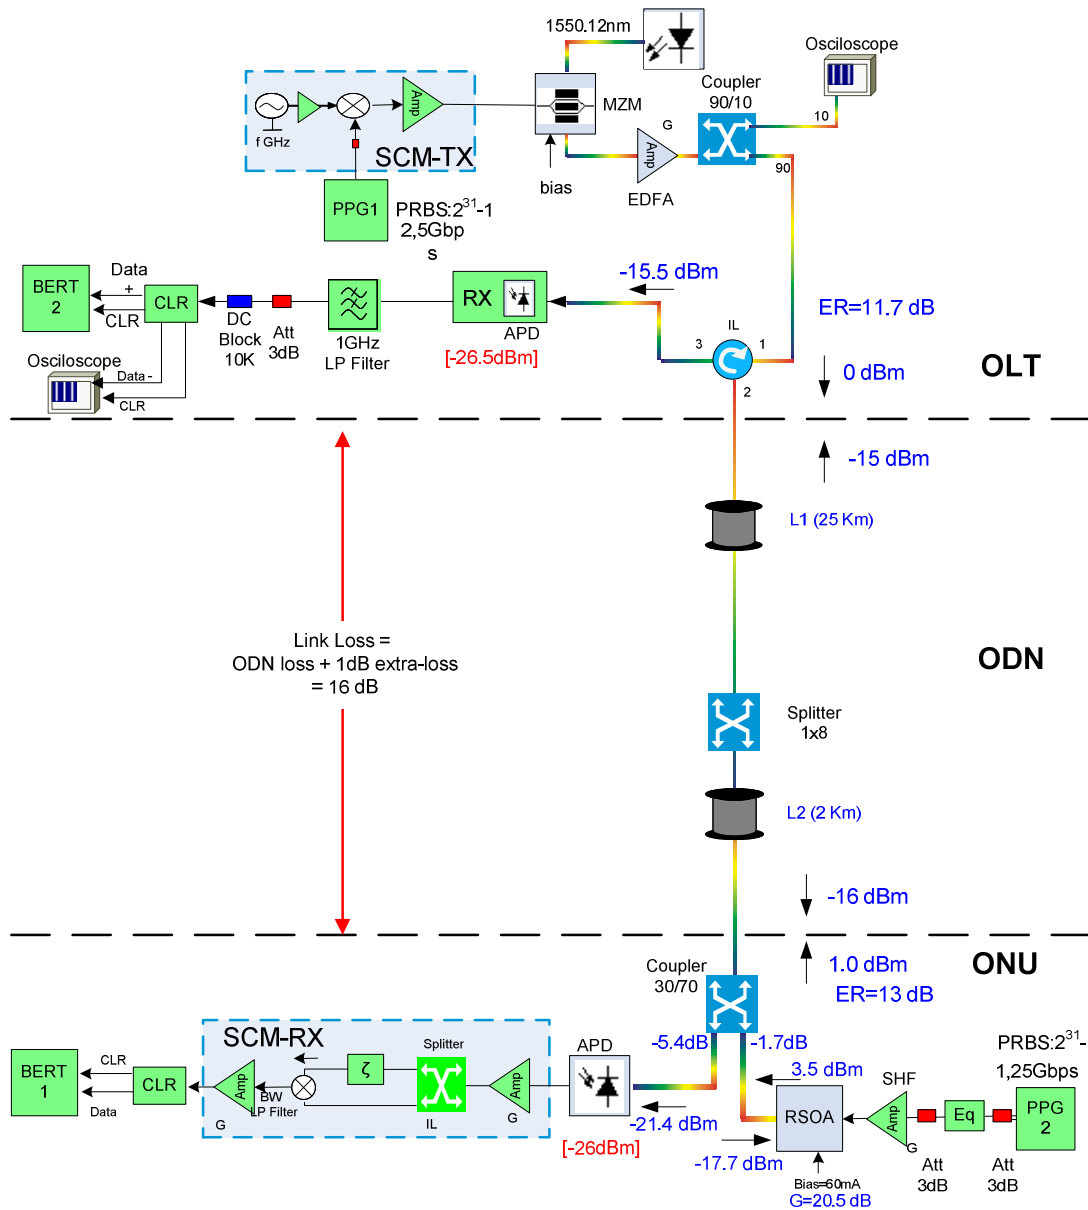 1550.12nm
Osciloscope
Coupler
90/10
MZM
10
Amp
f GHz
SCM-TX
G
Amp
EDFA
90
bias
PPG1
PRBS:2³¹-1
2,5Gbp
s
BERT
2
Data
+
CLR
CLR
DC
Block
10K
Att
3dB
1GHz
LP Filter
RX
APD
[-26.5dBm]
-15.5 dBm
ER=11.7 dB
IL
3
1
2
0 dBm
OLT
Osciloscope
Data-
CLR
-15 dBm
L1 (25 Km)
Link Loss =
ODN loss + 1dB extra-loss
= 16 dB
ODN
Splitter
1x8
L2 (2 Km)
-16 dBm
1.0 dBm
ER=13 dB
ONU
Coupler
30/70
-5.4dB
-1.7dB
PRBS:2³¹-
1,25Gbps
SCM-RX
Splitter
APD
BERT
1
CLR
Data
CLR
Amp
G
BW
LP Filter
ζ
IL
Amp
G
[-26dBm]
-21.4 dBm
3.5 dBm
-17.7 dBm
RSOA
Bias=60mA
G=20.5 dB
SHF
Amp
G
Att
3dB
Eq
Att
3dB
PPG
2